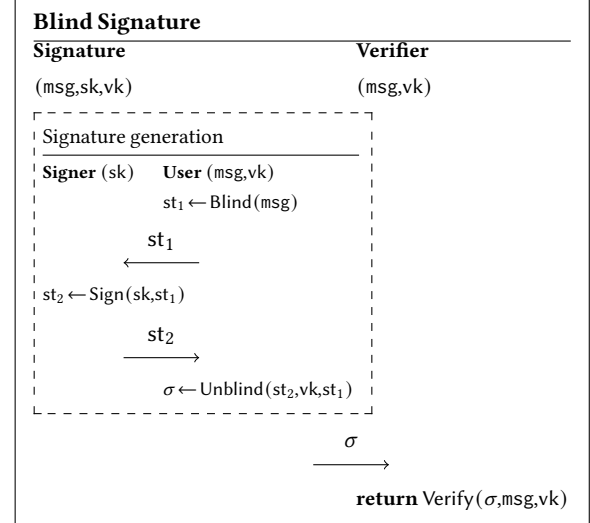 Blind Signature
Signature Verifier
(msg,sk,vk) (msg,vk)
Signature generation
Signer (sk) User (msg,vk)
st₁ ← Blind(msg)
st₁
st₂ ← Sign(sk,st₁)
st₂
σ ← Unblind(st₂,vk,st₁)
σ
return Verify(σ,msg,vk)